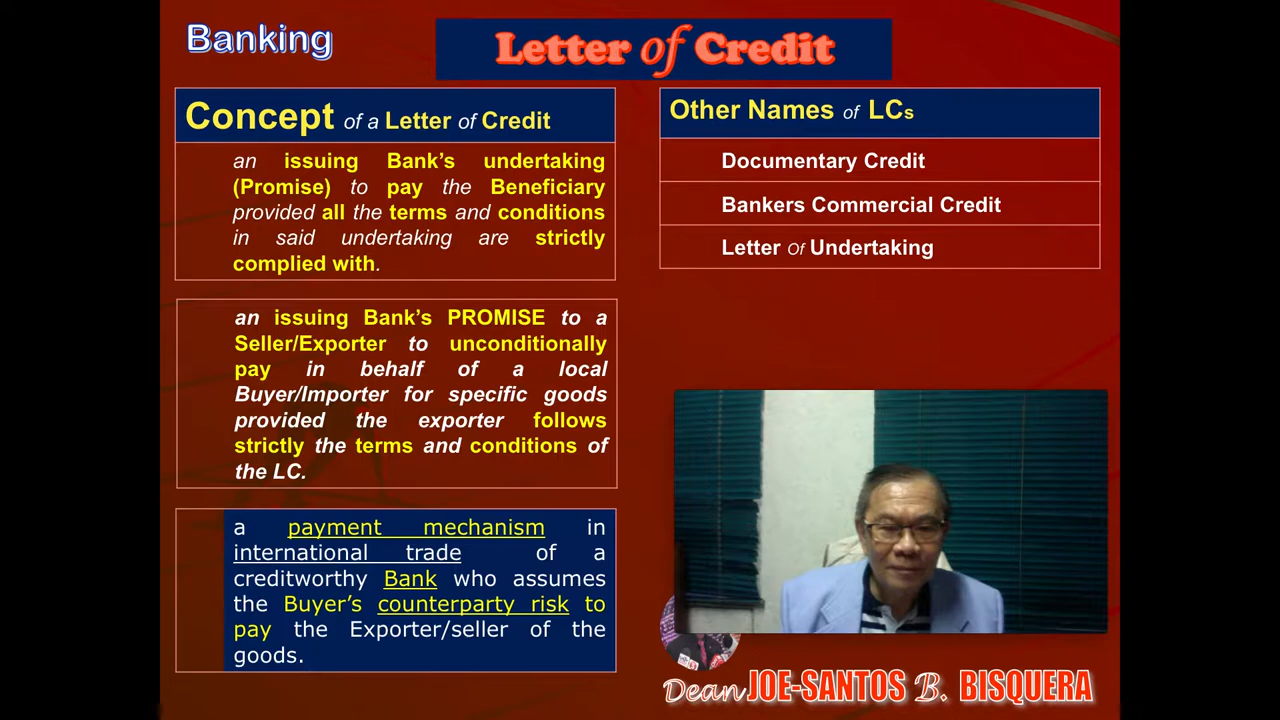 Banking
Letter of Credit
Concept of a Letter of Credit
an issuing Bank's undertaking
(Promise) to pay the Beneficiary
provided all the terms and conditions
in said undertaking are strictly
complied with.
an issuing Bank's PROMISE to a
Seller/Exporter to unconditionally
pay in behalf of a local
Buyer/Importer for specific goods
provided the exporter follows
strictly the terms and conditions of
the LC.
a payment mechanism in
international trade of a
creditworthy Bank who assumes
the Buyer's counterparty risk to
pay the Exporter/seller of the
goods.
Other Names of LCs
Documentary Credit
Bankers Commercial Credit
Letter Of Undertaking
Dean JOE-SANTOS B. BISQUERA